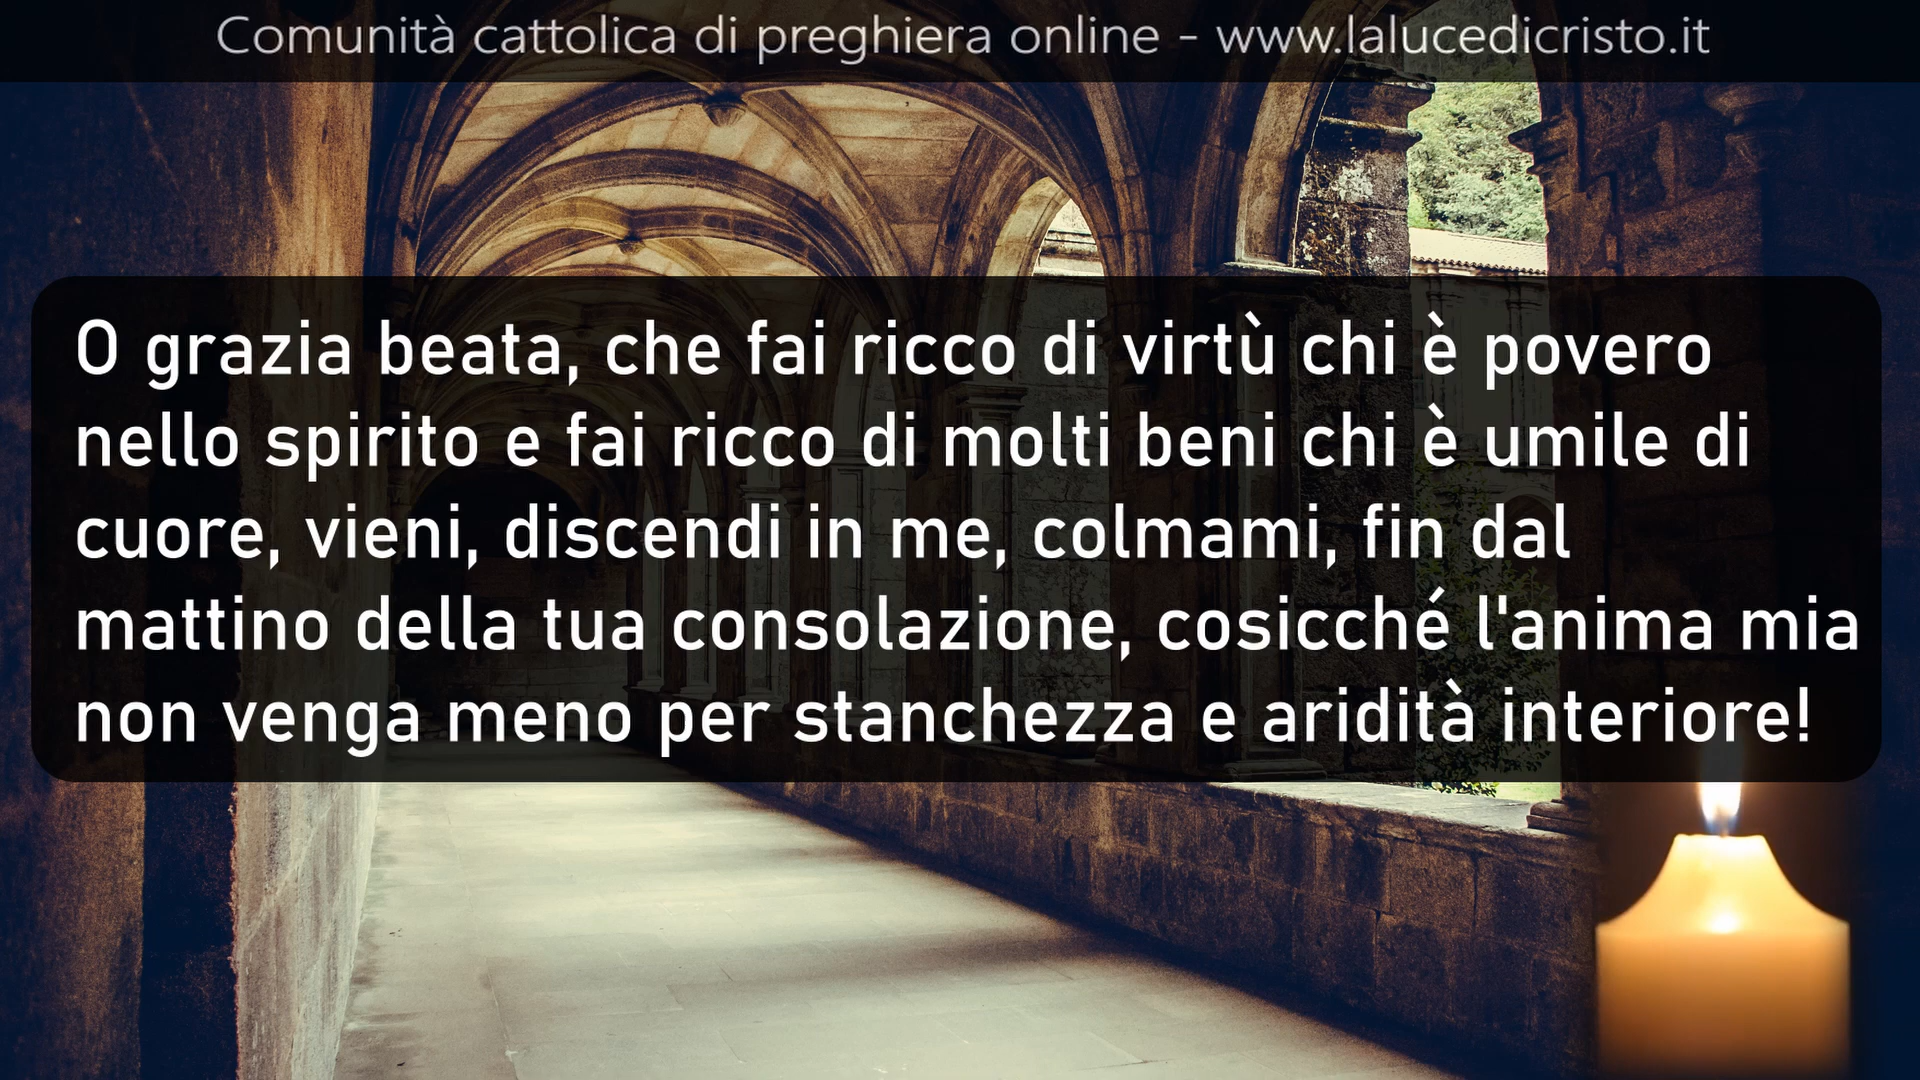 Comunità cattolica di preghiera online - www.lalucedicristo.it
O grazia beata, che fai ricco di virtù chi è povero
nello spirito e fai ricco di molti beni chi è umile di
cuore, vieni, discendi in me, colmami, fin dal
mattino della tua consolazione, cosicché l'anima mia
non venga meno per stanchezza e aridità interiore!